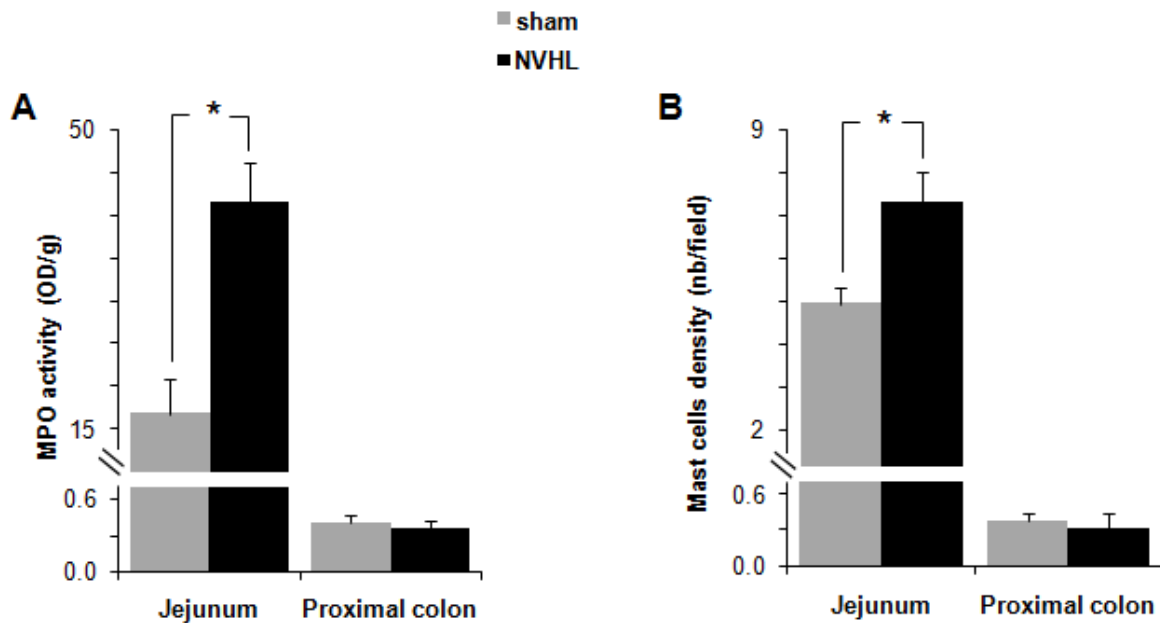 sham
NVHL
A
*
50
15
0.6
0.0
MPO activity (OD/g)
Jejunum Proximal colon
B
*
9
2
0.6
0.0
Mast cells density (nb/field)
Jejunum Proximal colon